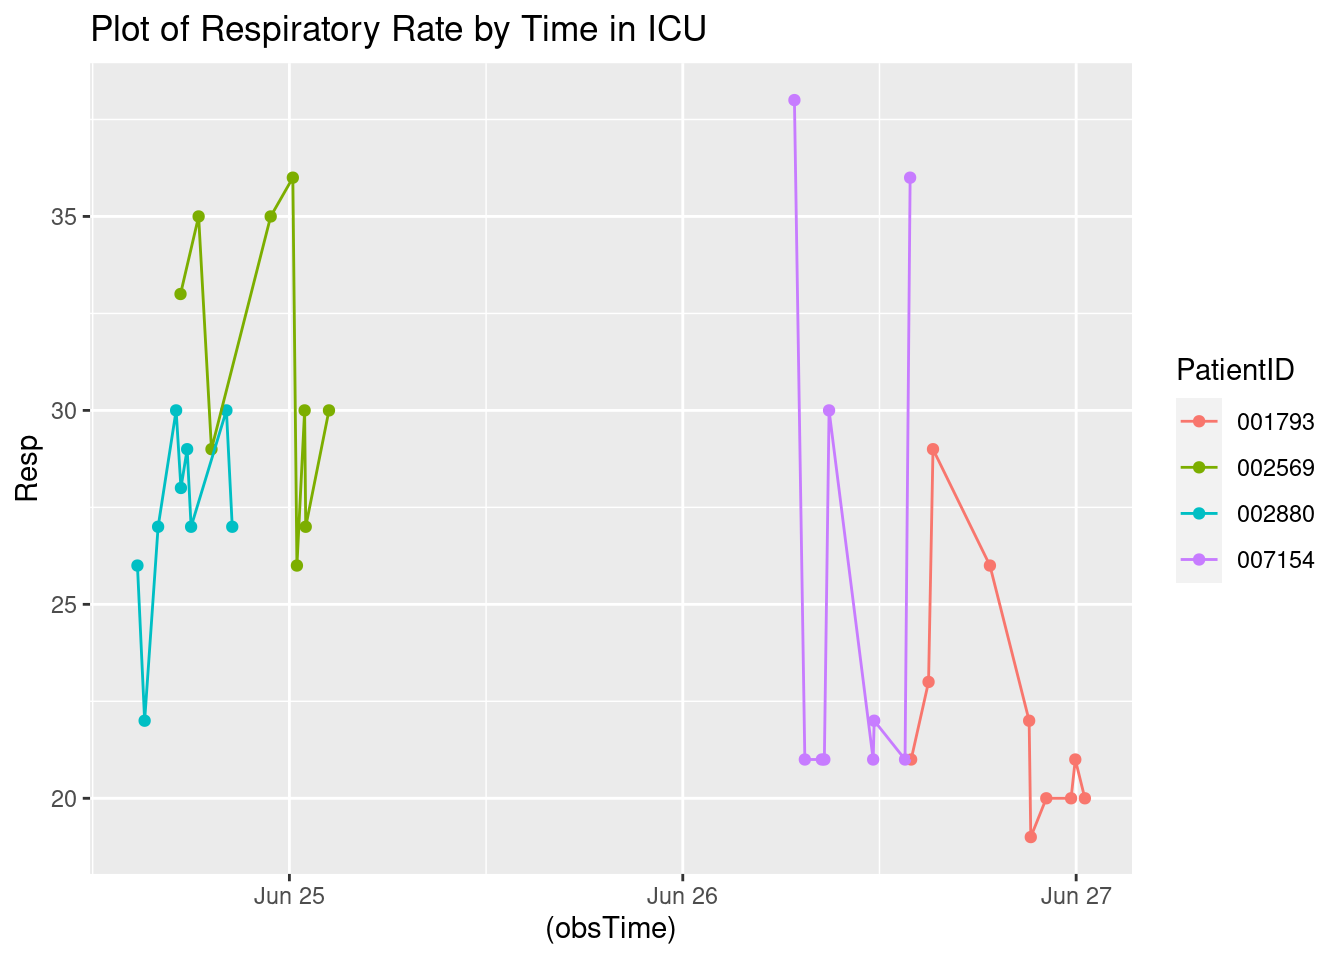 Plot of Respiratory Rate by Time in ICU
Resp
35
30
25
20
Jun 25
Jun 26
Jun 27
(obsTime)
PatientID
001793
002569
002880
007154